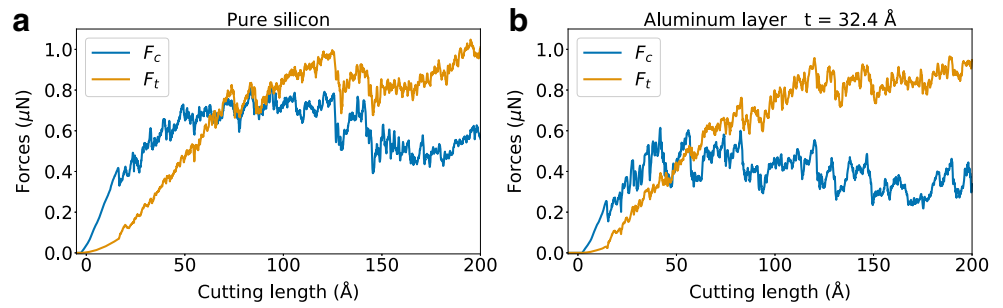 a
Pure silicon
F_c
F_t
Forces (μN)
1.0
0.8
0.6
0.4
0.2
0.0
0 50 100 150 200
Cutting length (Å)
b
Aluminum layer t = 32.4 Å
F_c
F_t
Forces (μN)
1.0
0.8
0.6
0.4
0.2
0.0
0 50 100 150 200
Cutting length (Å)